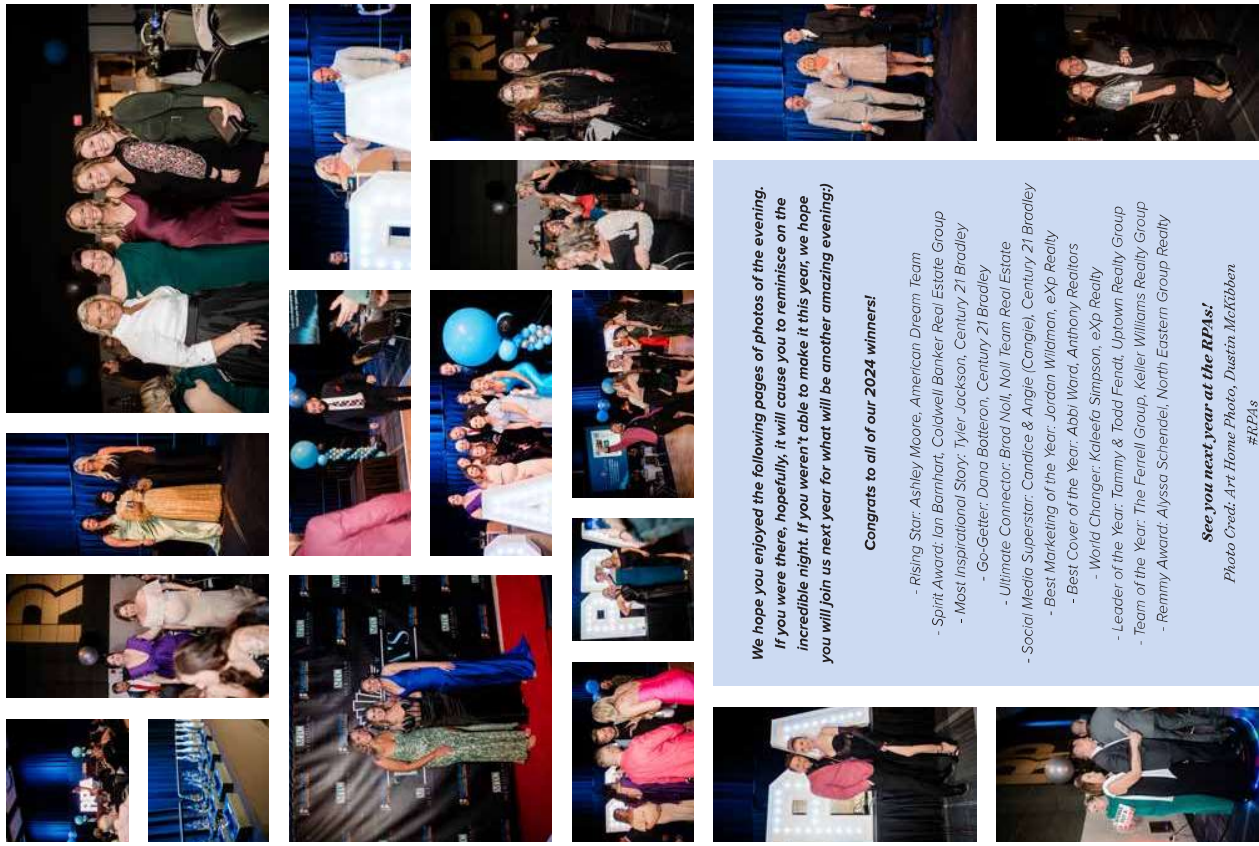 We hope you enjoyed the following pages of photos of the evening.
If you were there, hopefully, it will cause you to reminisce on the
incredible night. If you weren't able to make it this year, we hope
you will join us next year for what will be another amazing evening:)
Congrats to all of our 2024 winners!
- Rising Star: Ashley Moore, American Dream Team
- Spirit Award: Ian Barnhart, Coldwell Banker Real Estate Group
- Most Inspirational Story: Tyler Jackson, Century 21 Bradley
- Go-Getter: Dana Botteron, Century 21 Bradley
- Ultimate Connector: Brad Noll, Noll Team Real Estate
- Social Media Superstar: Candice & Angie (Congie), Century 21 Bradley
- Best Marketing of the Year: Jordan Wildman, eXp Realty
- Best Cover of the Year: Abbi Ward, Anthony Realtors
- World Changer: Kaleefa Simpson, eXp Realty
- Leader of the Year: Tammy & Todd Fendt, Uptown Realty Group
- Team of the Year: The Ferrell Group, Keller Williams Realty Group
- Remmy Award: Alyssa Schendel, North Eastern Group Realty
See you next year at the RPAs!
Photo Cred: Art Home Photo, Dustin McKibben
#RPAs
RPA